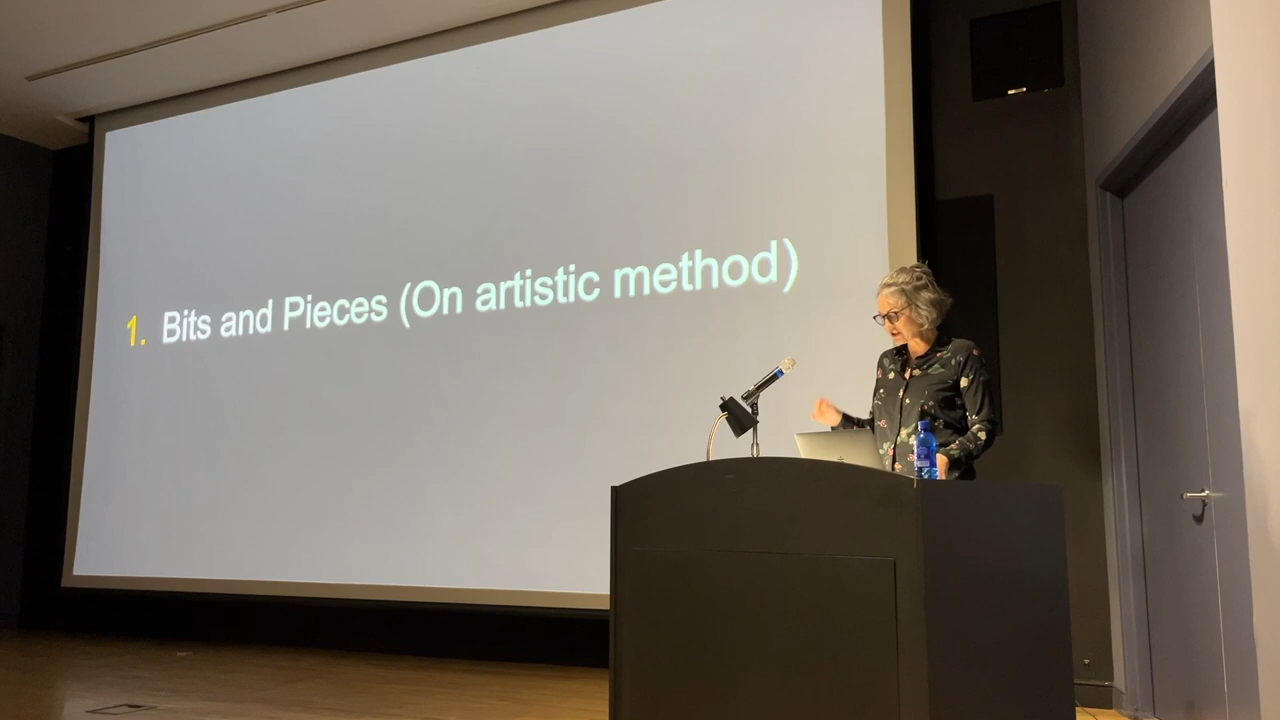 1. Bits and Pieces (On artistic method)